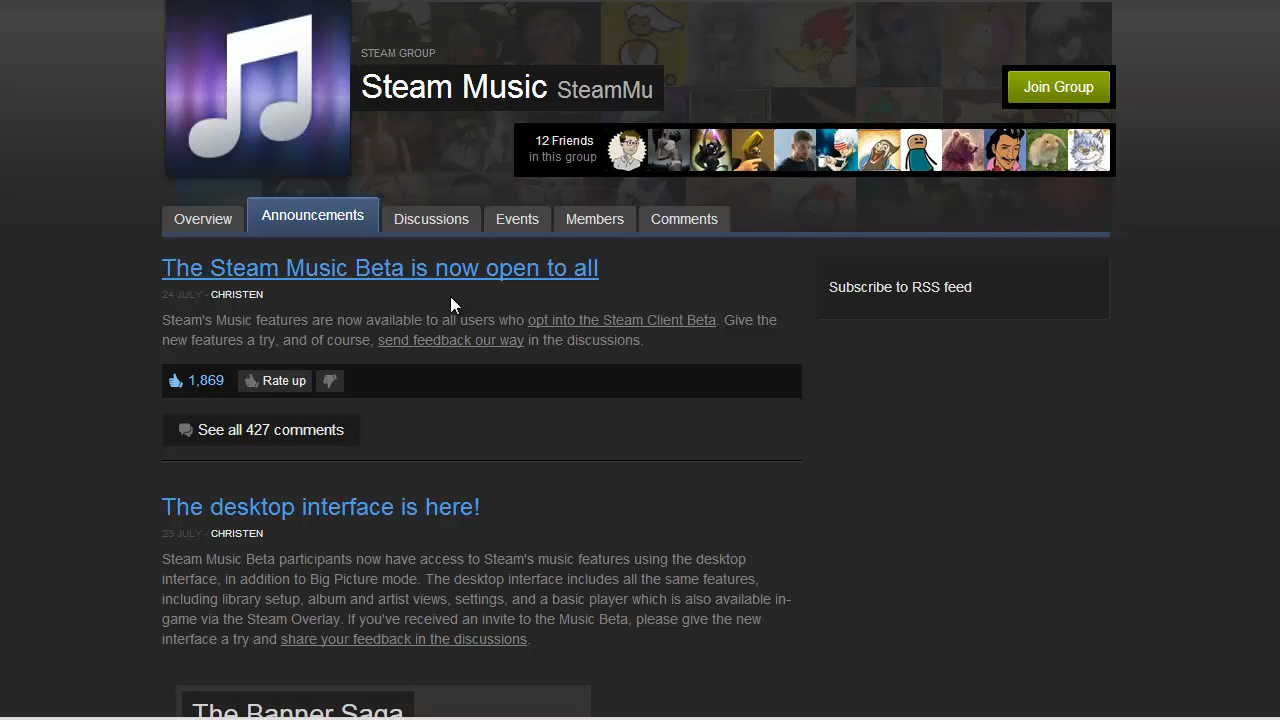 STEAM GROUP
Steam Music SteamMu
Join Group
12 Friends
in this group
Overview
Announcements
Discussions
Events
Members
Comments
The Steam Music Beta is now open to all
24 JULY - CHRISTEN
Steam's Music features are now available to all users who opt into the Steam Client Beta. Give the
new features a try, and of course, send feedback our way in the discussions.
1,869
Rate up
See all 427 comments
Subscribe to RSS feed
The desktop interface is here!
23 JULY - CHRISTEN
Steam Music Beta participants now have access to Steam's music features using the desktop
interface, in addition to Big Picture mode. The desktop interface includes all the same features,
including library setup, album and artist views, settings, and a basic player which is also available in-
game via the Steam Overlay. If you've received an invite to the Music Beta, please give the new
interface a try and share your feedback in the discussions.
The Banner Saga